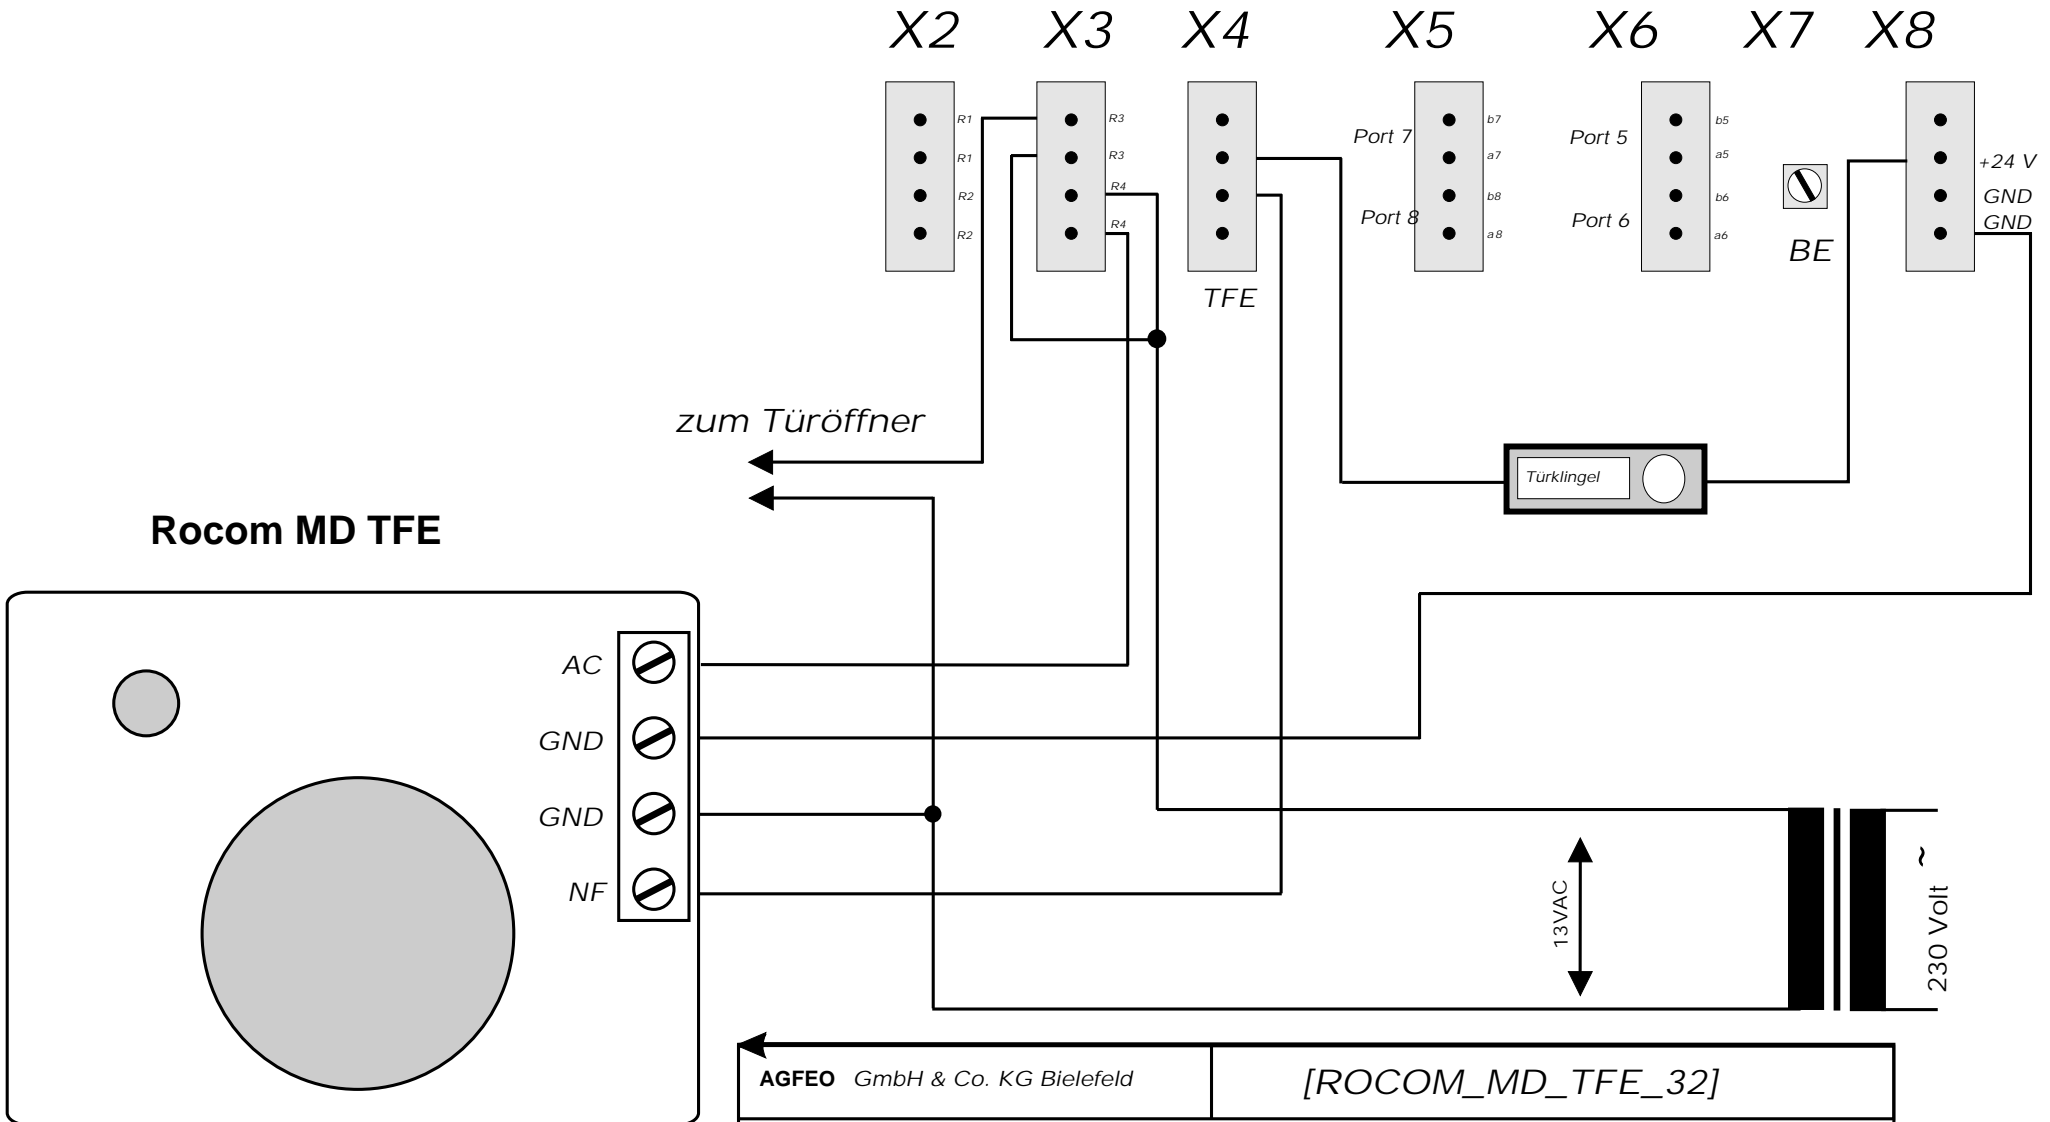 X2 X3 X4 X5 X6 X7 X8
R1
R1
R2
R2
R3
R3
R4
R4
TFE
Port 7
Port 8
b7
a7
b8
a8
Port 5
Port 6
b5
a5
b6
a6
BE
+24 V
GND
GND
zum Türöffner
Türklingel
Rocom MD TFE
AC
GND
GND
NF
13VAC
230 Volt ~
AGFEO GmbH & Co. KG Bielefeld
[ROCOM_MD_TFE_32]